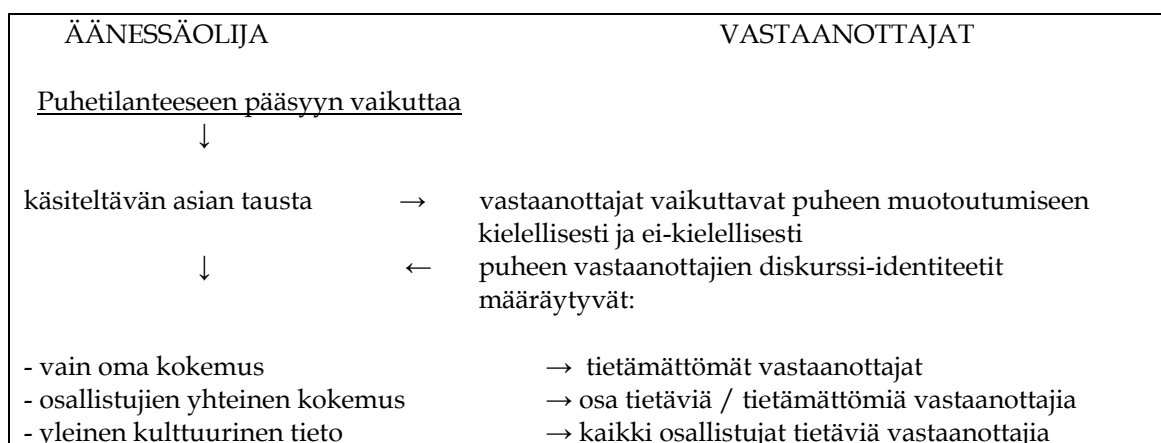 ÄÄNESSÄOLIJA VASTAANOTTAJAT
Puhetilanteeseen pääsyyn vaikuttaa
↓
käsiteltävän asian tausta → vastaanottajat vaikuttavat puheen muotoutumiseen
kielellisesti ja ei-kielellisesti
↓ ← puheen vastaanottajien diskurssi-identiteetit
määräytyvät:
- vain oma kokemus → tietämättömät vastaanottajat
- osallistujien yhteinen kokemus → osa tietäviä / tietämättömiä vastaanottajia
- yleinen kulttuurinen tieto → kaikki osallistujat tietäviä vastaanottajia